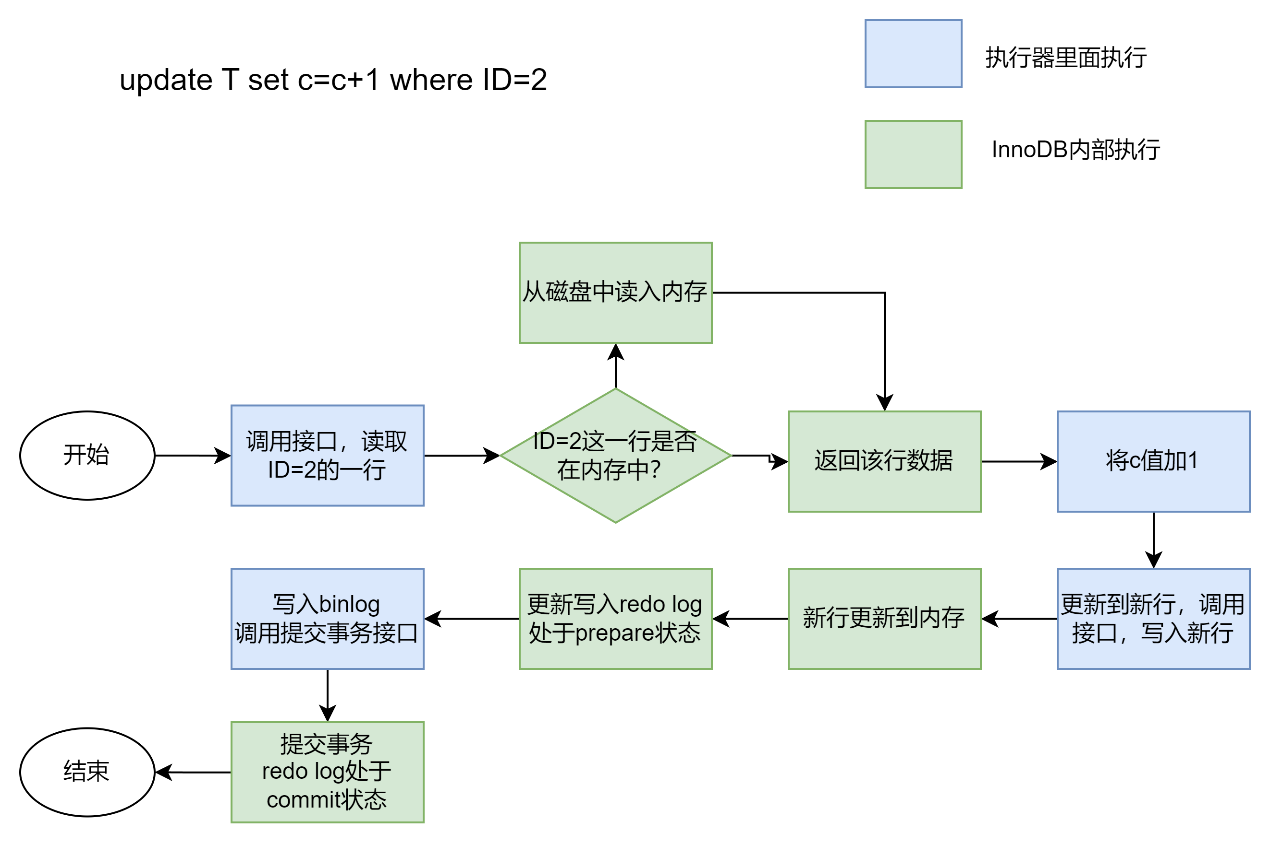 update T set c=c+1 where ID=2
执行器里面执行
InnoDB内部执行
从磁盘中读入内存
开始
调用接口，读取
ID=2的一行
ID=2这一行是否
在内存中？
返回该行数据
将c值加1
更新到新行，调用
接口，写入新行
新行更新到内存
更新写入redo log
处于prepare状态
写入binlog
调用提交事务接口
提交事务
redo log处于
commit状态
结束